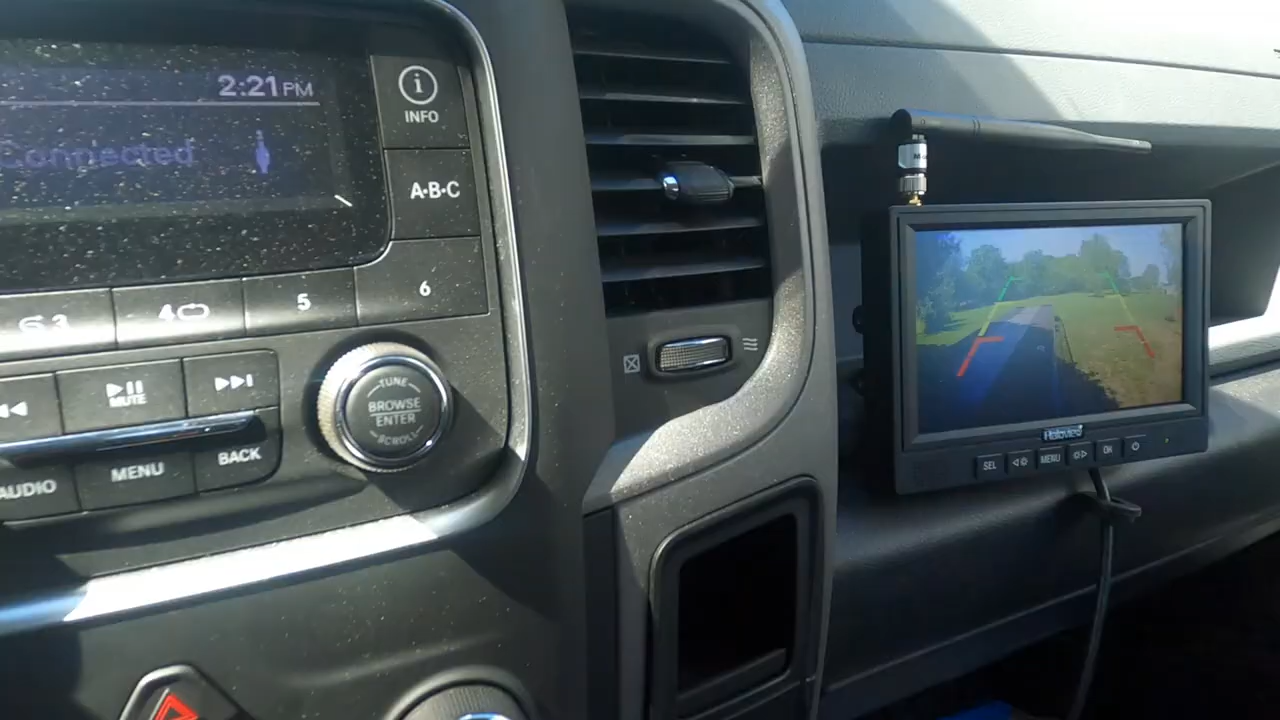 2:21 PM
Connected
INFO
A·B·C
3
4
5
6
MUTE
TUNE
BROWSE
ENTER
SCROLL
AUDIO
MENU
BACK
SEL
MENU
OK